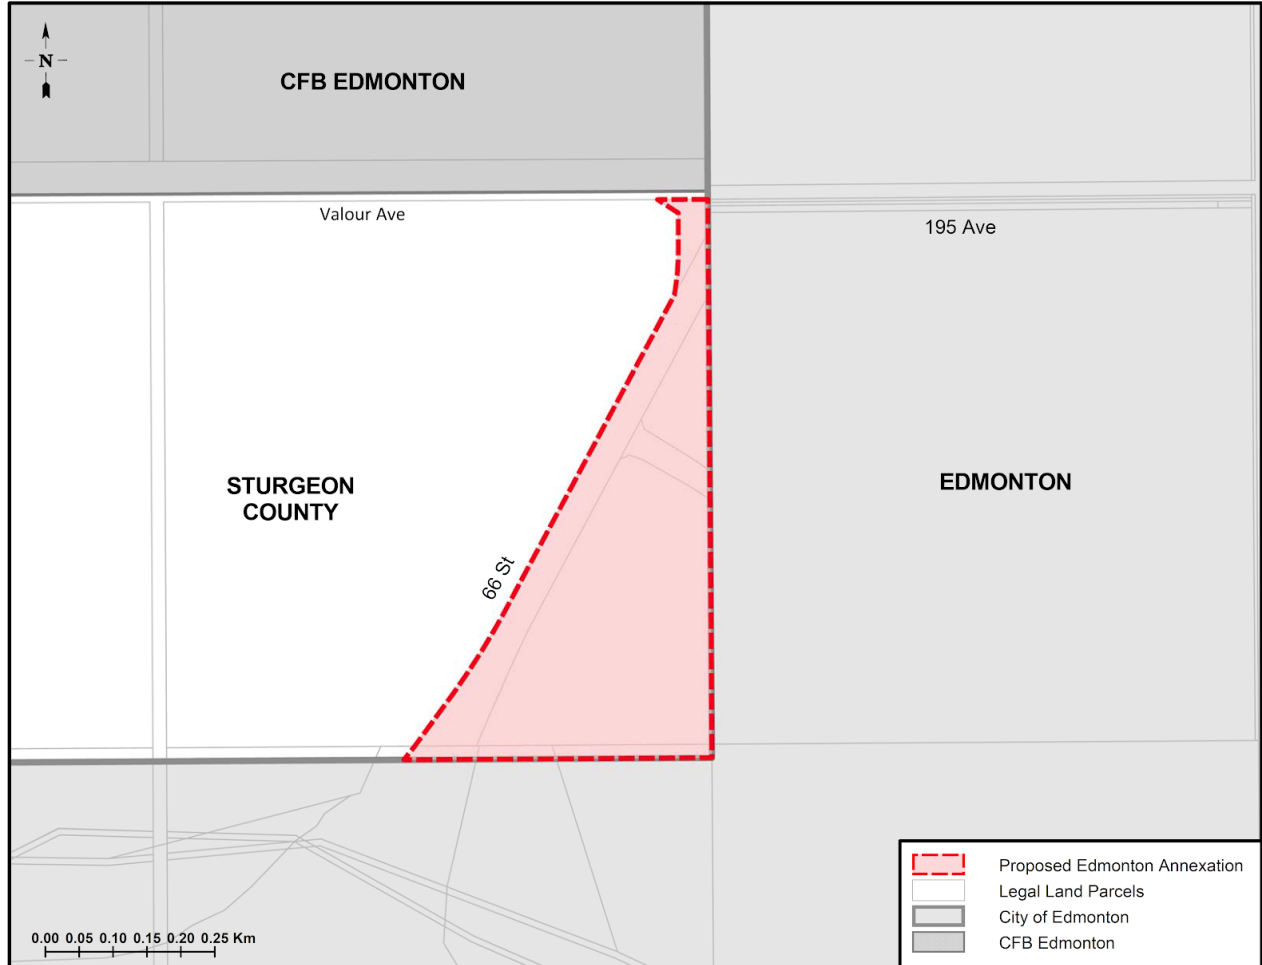 N
CFB EDMONTON
Valour Ave
195 Ave
STURGEON
COUNTY
EDMONTON
66 St
Proposed Edmonton Annexation
Legal Land Parcels
City of Edmonton
CFB Edmonton
0.00 0.05 0.10 0.15 0.20 0.25 Km